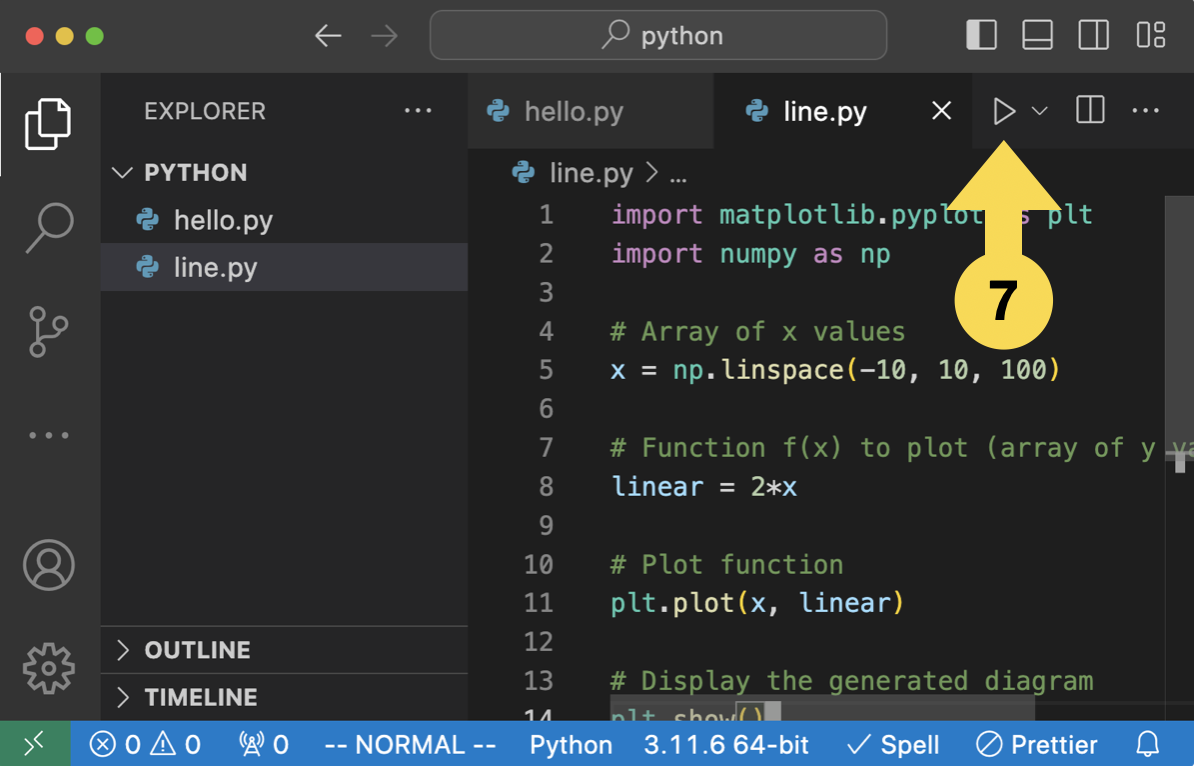 python
EXPLORER ...
hello.py
line.py
PYTHON
hello.py
line.py
line.py > ...
1 import matplotlib.pyplot s plt
2 import numpy as np
3
4 # Array of x values
5 x = np.linspace(-10, 10, 100)
6
7 # Function f(x) to plot (array of y va
8 linear = 2*x
9
10 # Plot function
11 plt.plot(x, linear)
12
13 # Display the generated diagram
14 plt.show()
7
OUTLINE
TIMELINE
0 0 0 -- NORMAL -- Python 3.11.6 64-bit Spell Prettier